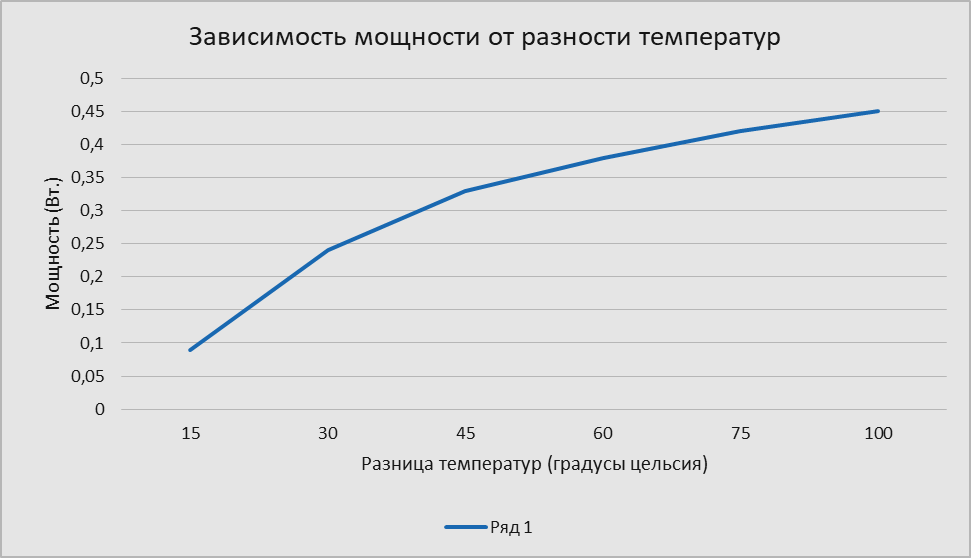 Зависимость мощности от разности температур
0,5
0,45
0,4
0,35
0,3
0,25
0,2
0,15
0,1
0,05
0
Мощность (Вт.)
15 30 45 60 75 100
Разница температур (градусы цельсия)
Ряд 1